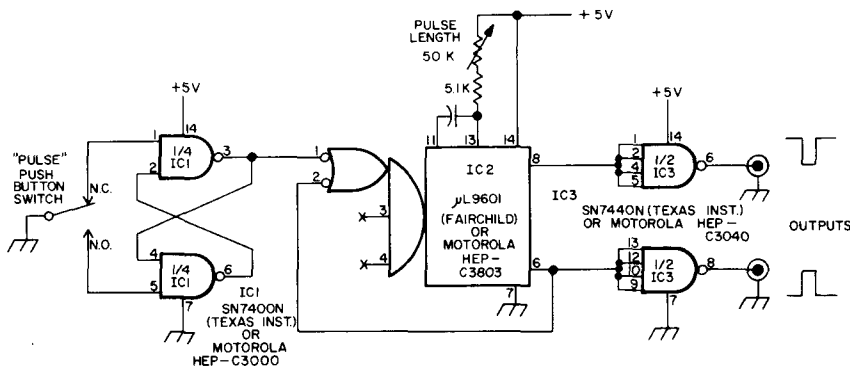 +5V
PULSE
LENGTH
50 K
5.1K
+5V
14
1
1/4
IC1
3
2
"PULSE"
PUSH
BUTTON
SWITCH
N.C.
N.O.
4
1/4
IC1
6
5
7
IC1
SN7400N
(TEXAS INST.)
OR
MOTOROLA
HEP-C3000
1
2
3
4
11
13
14
IC2
8
μL9601
(FAIRCHILD)
OR
MOTOROLA
HEP-
C3803
6
7
+5V
14
1
2
4
5
1/2
IC3
6
IC3
SN7440N (TEXAS INST.)
OR MOTOROLA HEP-
C3040
OUTPUTS
13
12
10
9
1/2
IC3
8
7